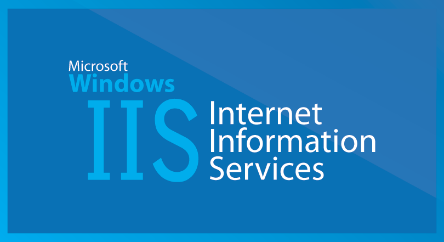 Microsoft
Windows
IIS
Internet
Information
Services